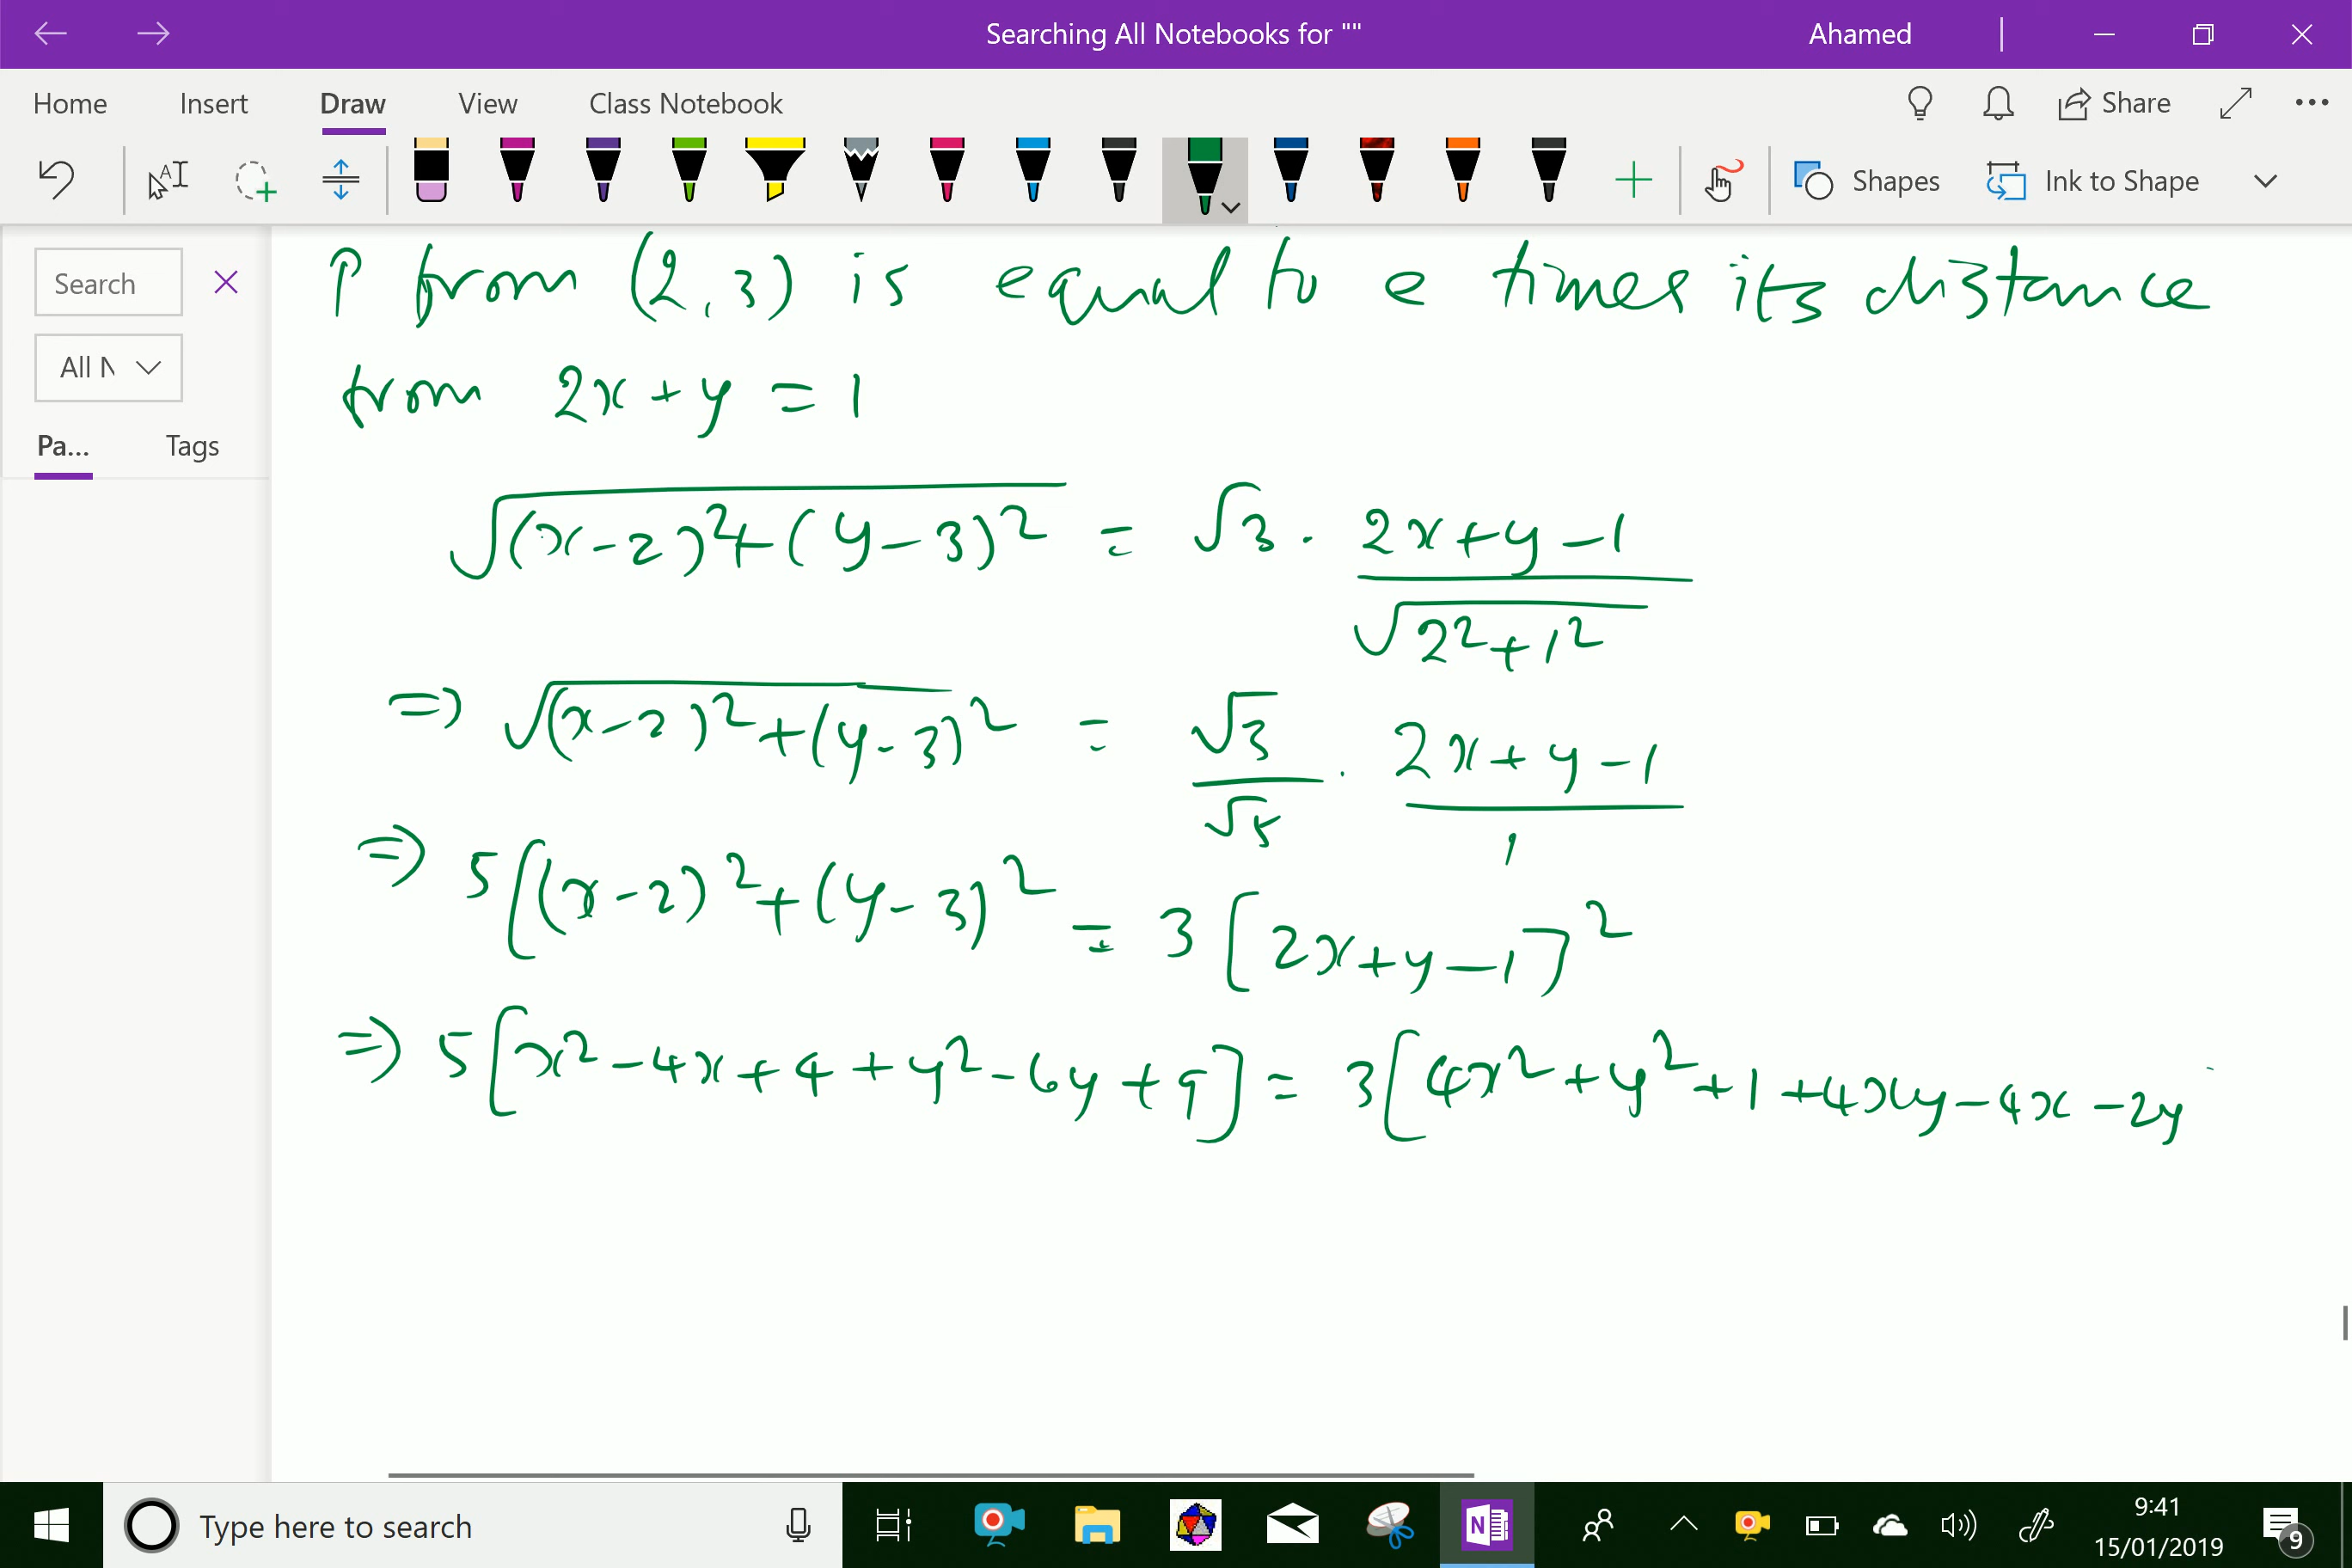 Searching All Notebooks for ""
Ahamed
Home Insert Draw View Class Notebook Share
Shapes Ink to Shape
Search
All N
Pa... Tags
P from (2,3) is equal to e times its distance
from 2x+y = 1
√((x-2)²+(y-3)²) = √3 · (2x+y-1)/√(2²+1²)
⇒ √((x-2)²+(y-3)²) = √3/√5 · (2x+y-1)/1
⇒ 5[(x-2)²+(y-3)² = 3[2x+y-1]²
⇒ 5[x²-4x+4+y²-6y+9] = 3[4x²+y²+1+4xy-4x-2y
Type here to search
N
9:41
15/01/2019
9